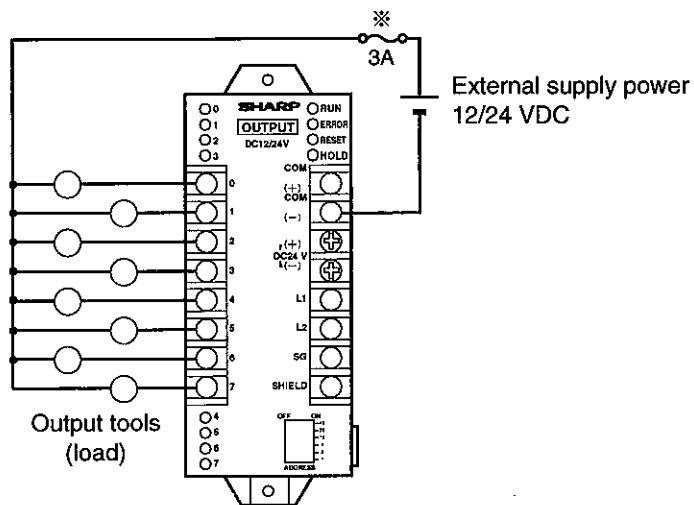 ※
3A
External supply power
12/24 VDC
SHARP
OUTPUT
DC12/24V
0
1
2
3
RUN
ERROR
RESET
HOLD
COM
(+)
COM
(−)
(+)
DC24 V
(−)
L1
L2
SG
SHIELD
0
1
2
3
4
5
6
7
Output tools
(load)
4
5
6
7
OFF ON
ADDRESS